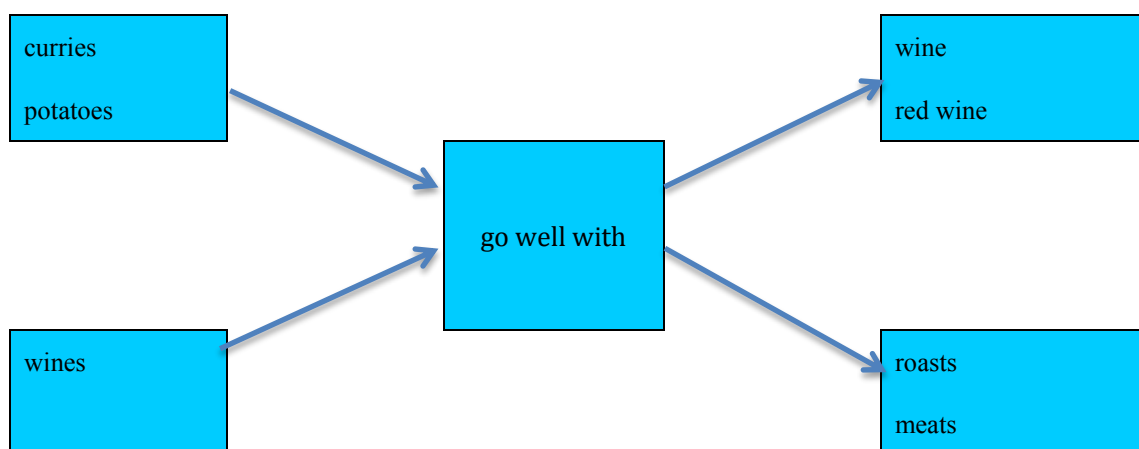 curries
potatoes
wine
red wine
go well with
wines
roasts
meats